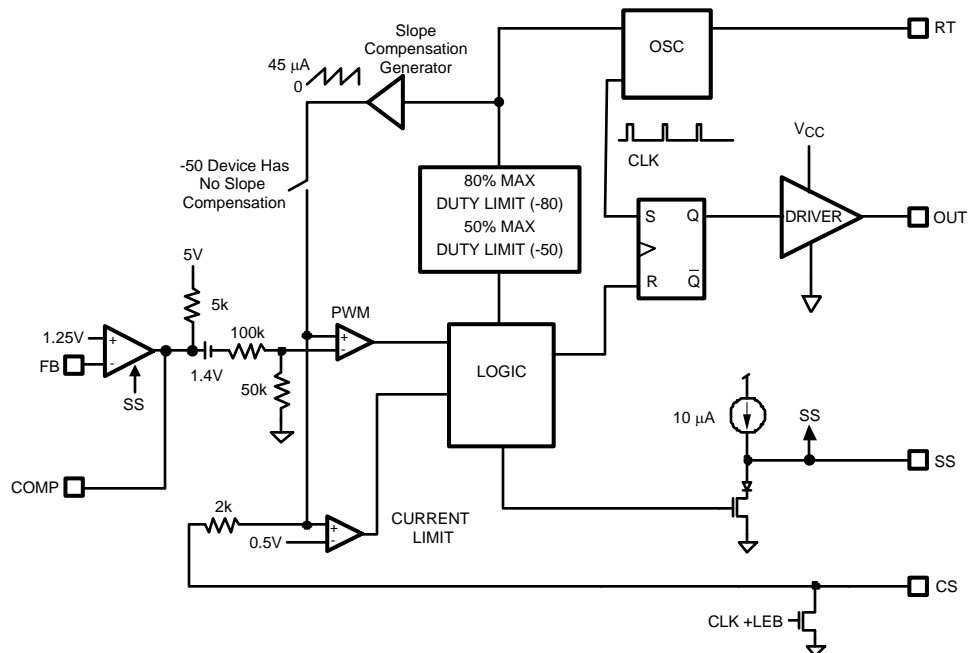 Slope
Compensation
Generator
45 μA
0
OSC
RT
CLK
VCC
-50 Device Has
No Slope
Compensation
80% MAX
DUTY LIMIT (-80)
50% MAX
DUTY LIMIT (-50)
S
Q
R
Q̅
DRIVER
OUT
5V
5k
PWM
1.25V
+
-
FB
100k
+
-
1.4V
50k
SS
LOGIC
10 μA
SS
SS
COMP
2k
0.5V
+
-
CURRENT
LIMIT
CS
CLK +LEB